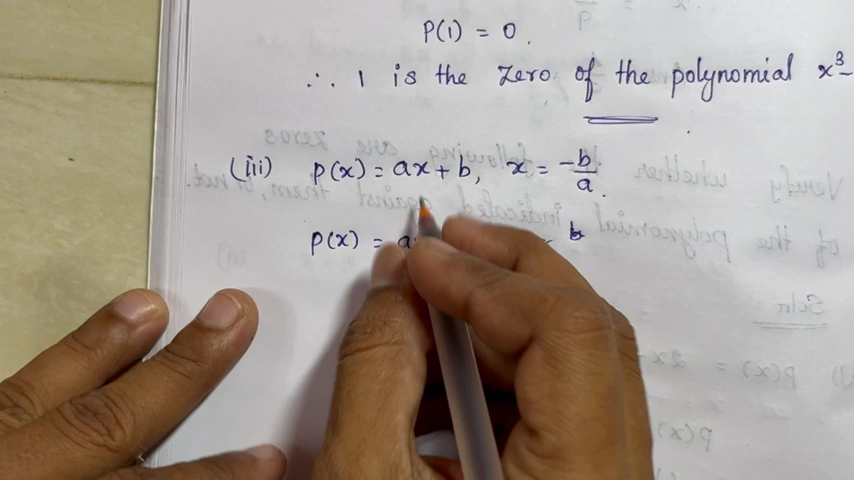 P(1) = 0.
∴ 1 is the zero of the polynomial x³-
(iii) P(x) = ax + b, x = -b/a.
P(x) = a